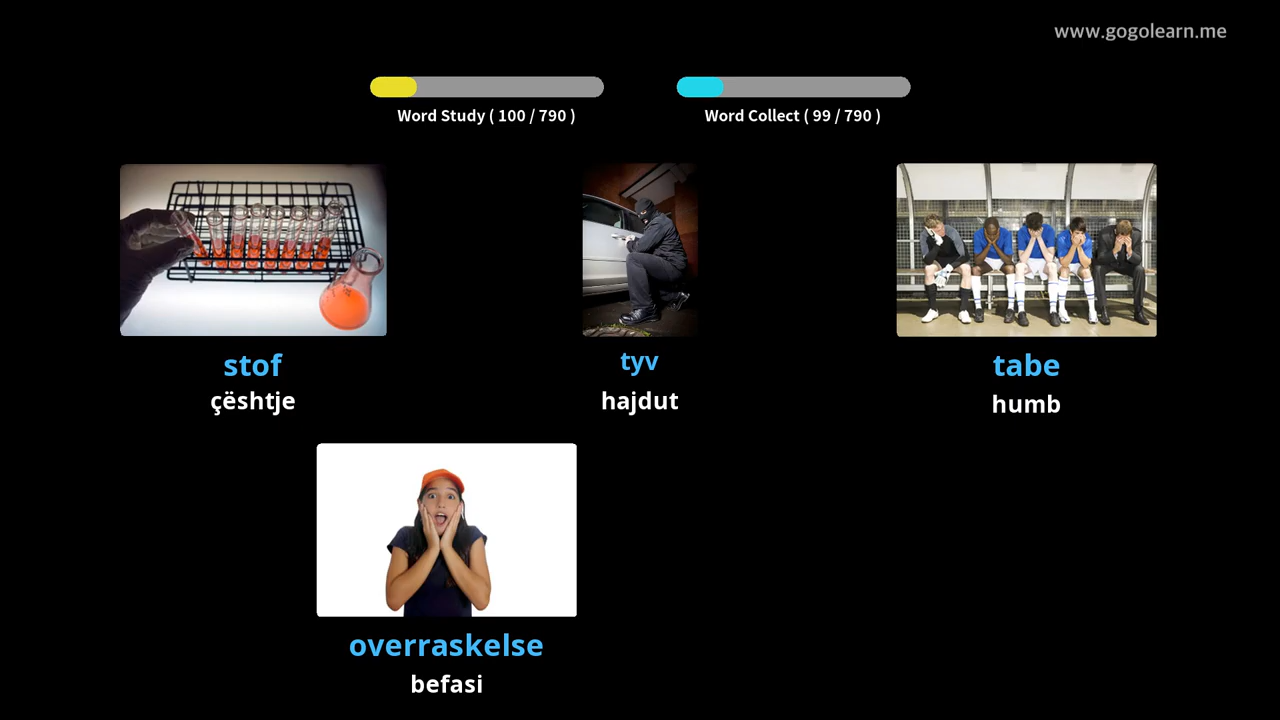 www.gogolearn.me
Word Study ( 100 / 790 )
Word Collect ( 99 / 790 )
stof
çështje
tyv
hajdut
tabe
humb
overraskelse
befasi